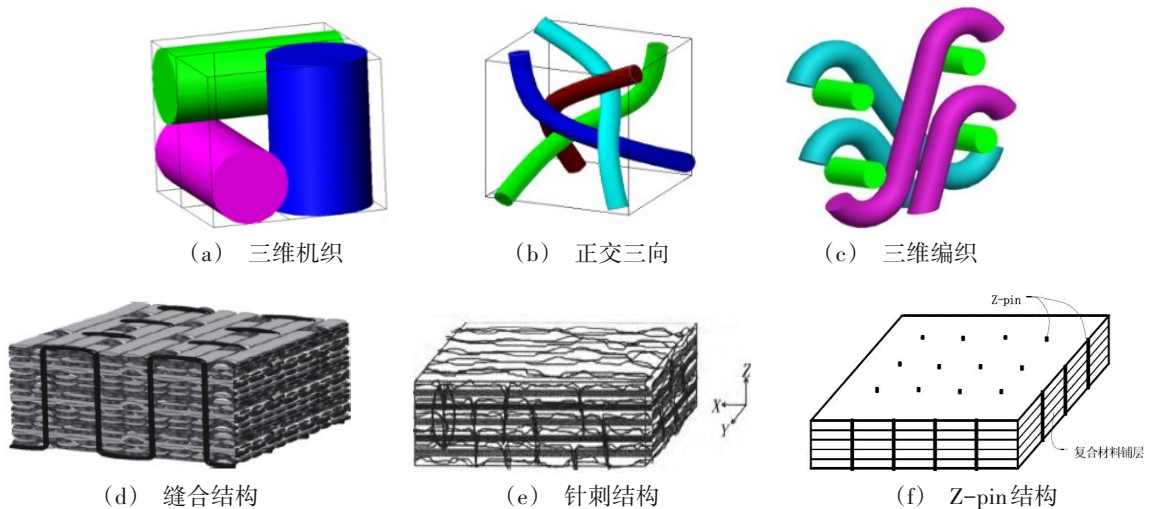 (a) 三维机织
(b) 正交三向
(c) 三维编织
Z-pin
Z
X
Y
复合材料铺层
(d) 缝合结构
(e) 针刺结构
(f) Z-pin结构